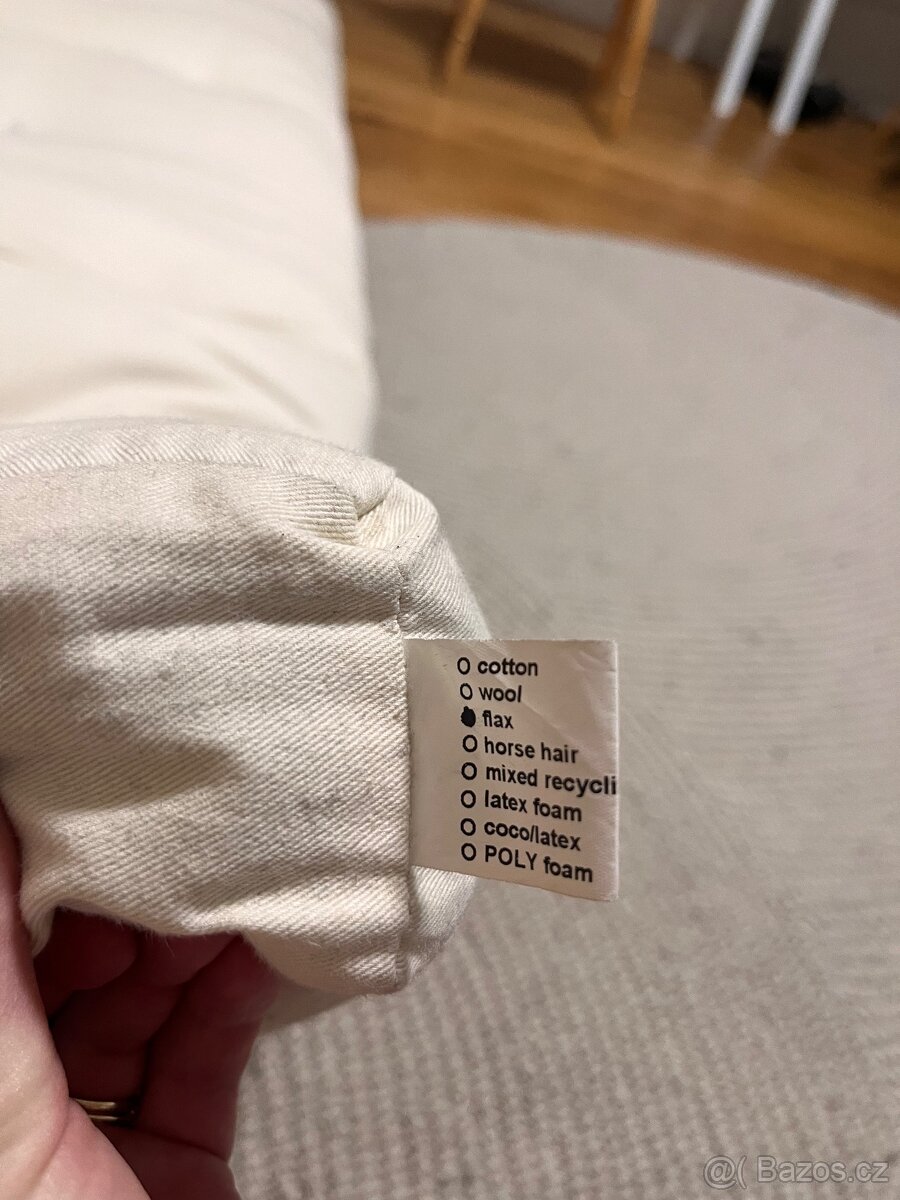 O cotton
O wool
● flax
O horse hair
O mixed recycli
O latex foam
O coco/latex
O POLY foam
@( Bazos.cz